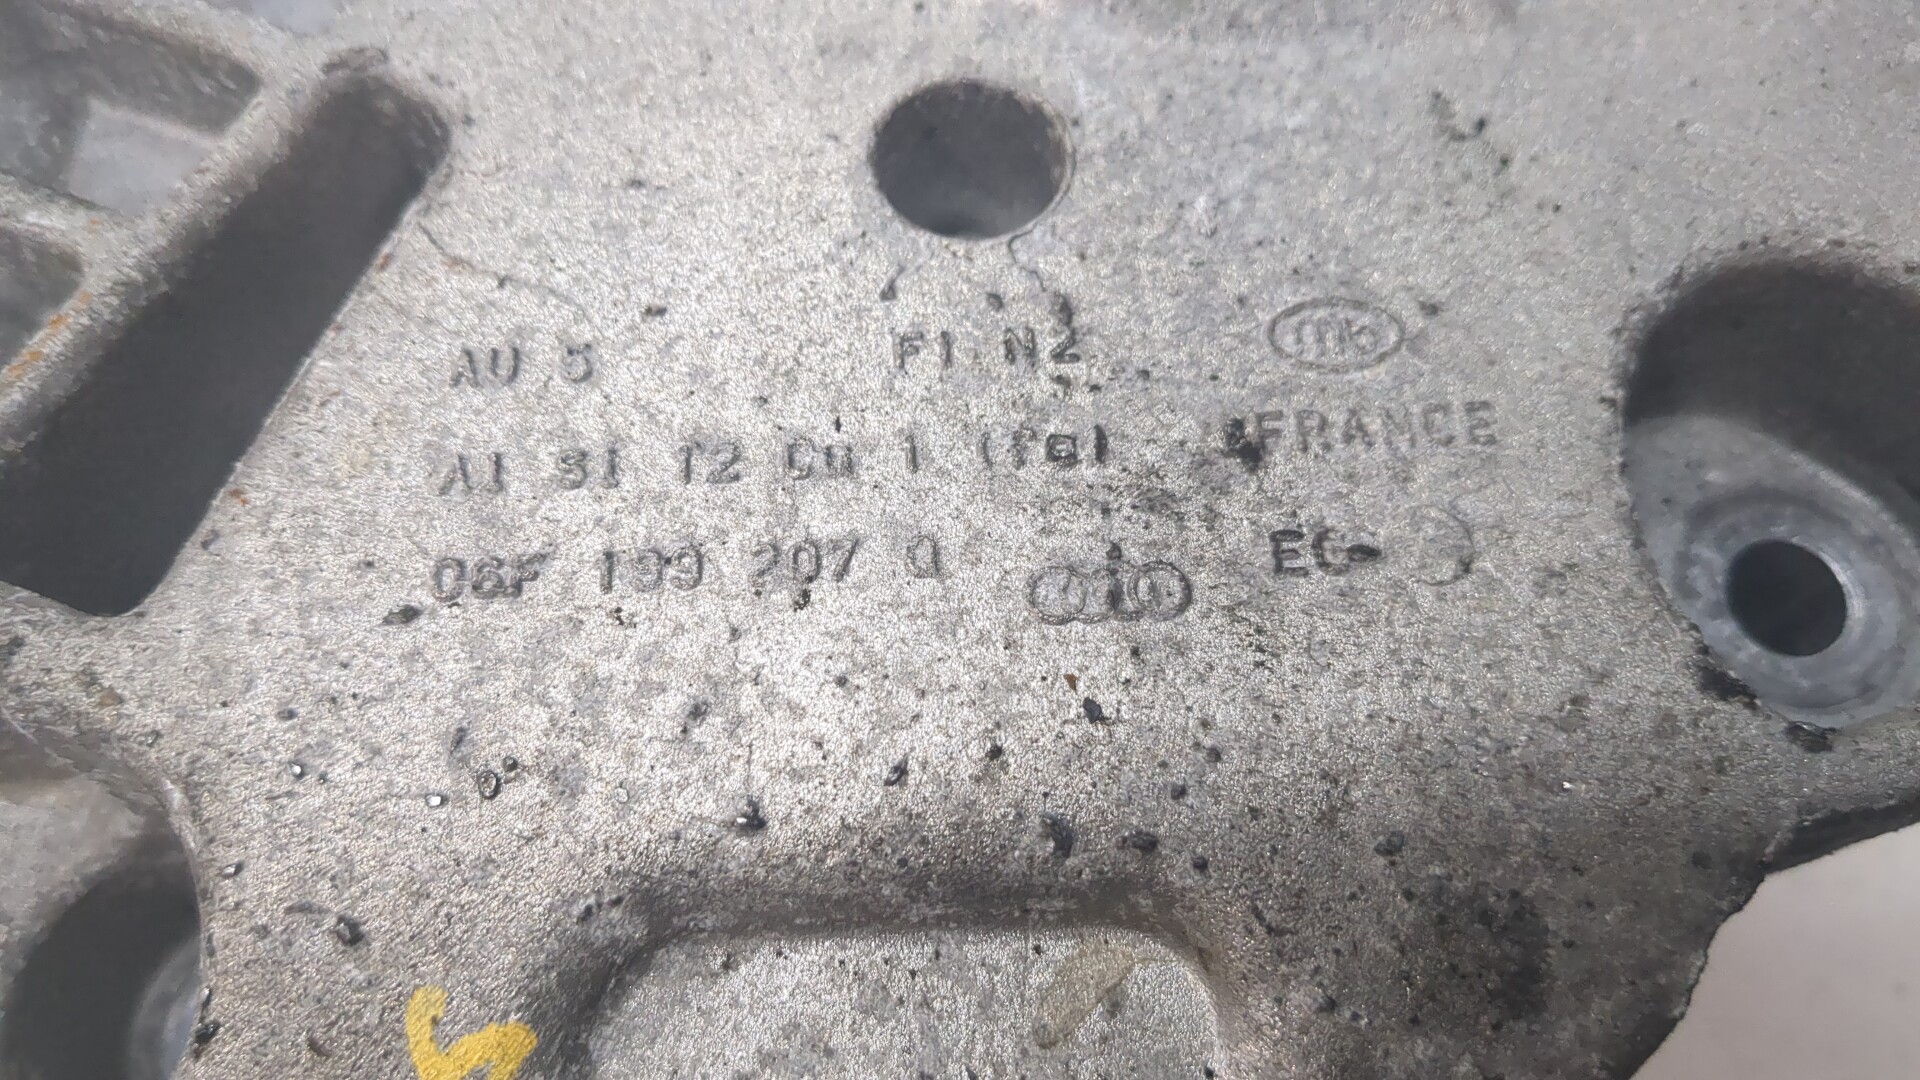 AU 5 F1 N2
FRANCE
Al Si 12 Cu 1 (Fe)
06F 199 207 Q EC